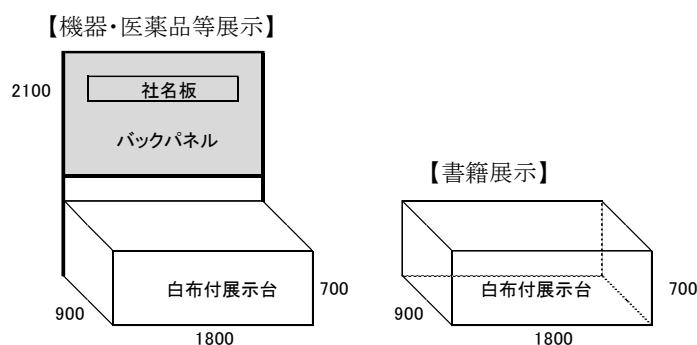 【機器・医薬品等展示】
2100
社名板
バックパネル
白布付展示台
700
900
1800
【書籍展示】
白布付展示台
700
900
1800